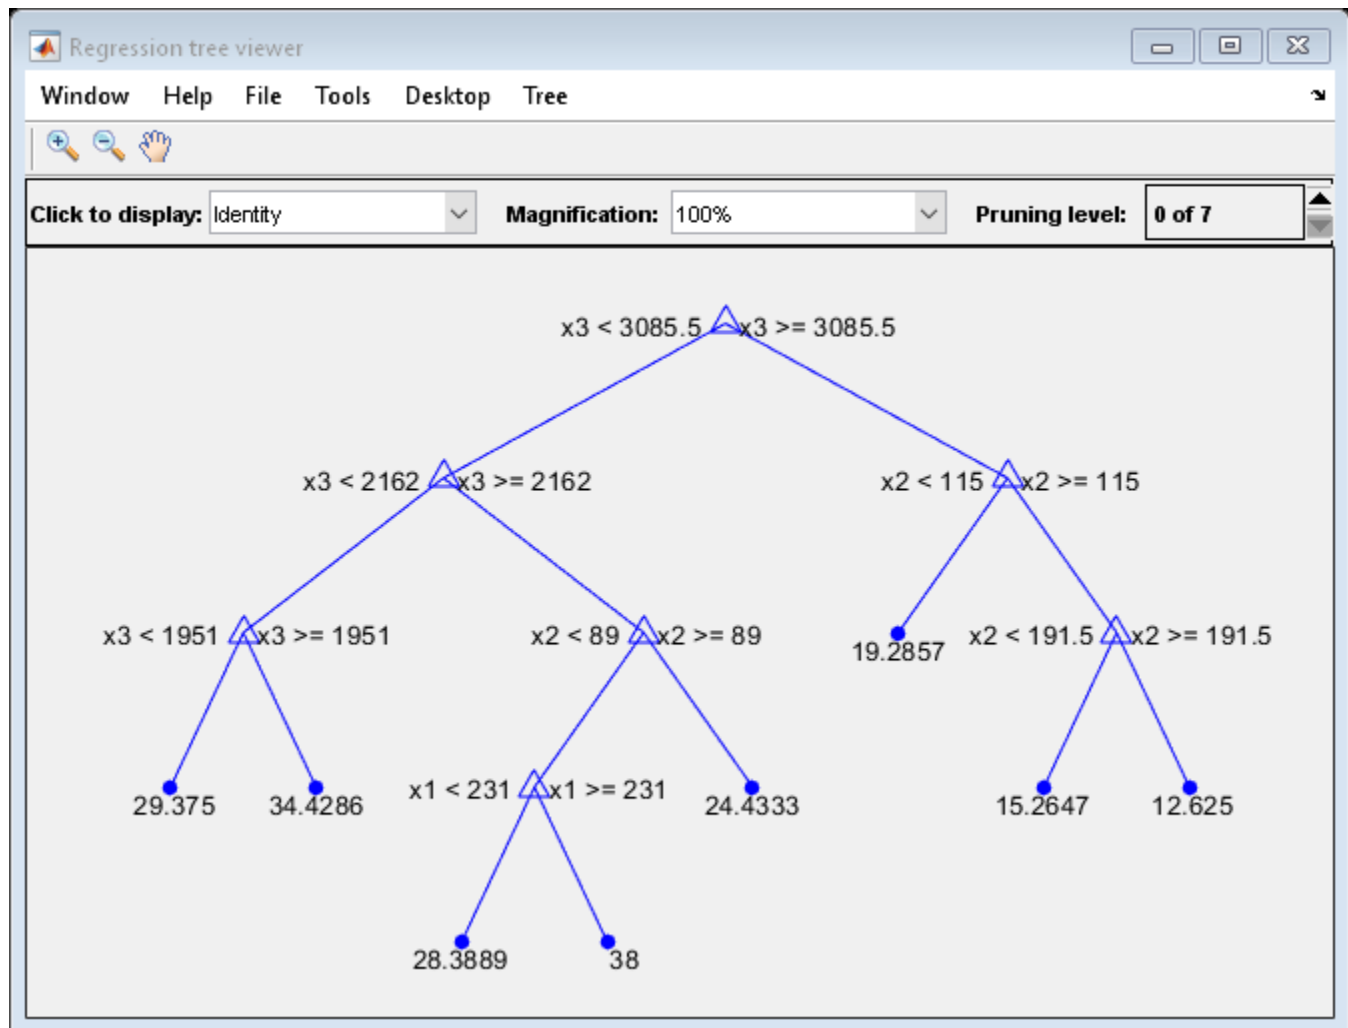 Regression tree viewer
Window Help File Tools Desktop Tree
Click to display: Identity Magnification: 100% Pruning level: 0 of 7
x3 < 3085.5 x3 >= 3085.5
x3 < 2162 x3 >= 2162 x2 < 115 x2 >= 115
x3 < 1951 x3 >= 1951 x2 < 89 x2 >= 89 19.2857 x2 < 191.5 x2 >= 191.5
29.375 34.4286 x1 < 231 x1 >= 231 24.4333 15.2647 12.625
28.3889 38